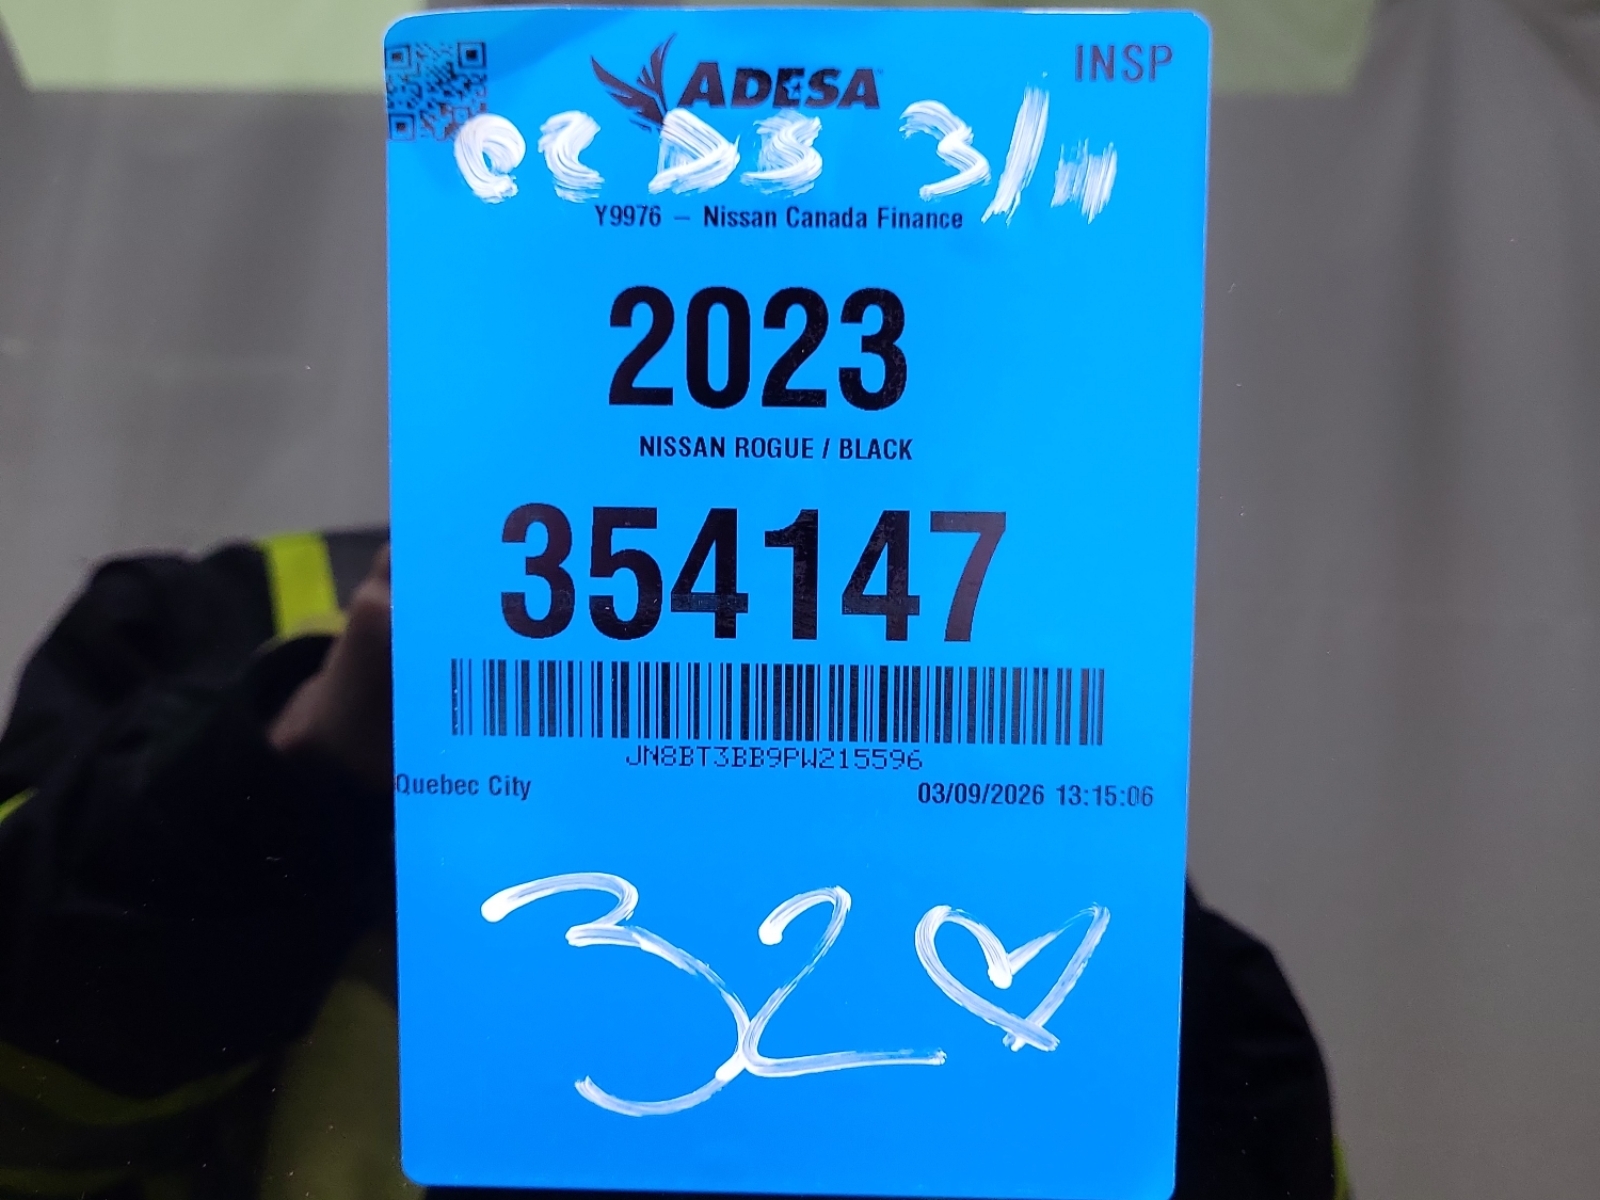 ADESA
INSP
Y9976 – Nissan Canada Finance
2023
NISSAN ROGUE / BLACK
354147
JN8BT3BB9PW215596
Quebec City
03/09/2026 13:15:06
32